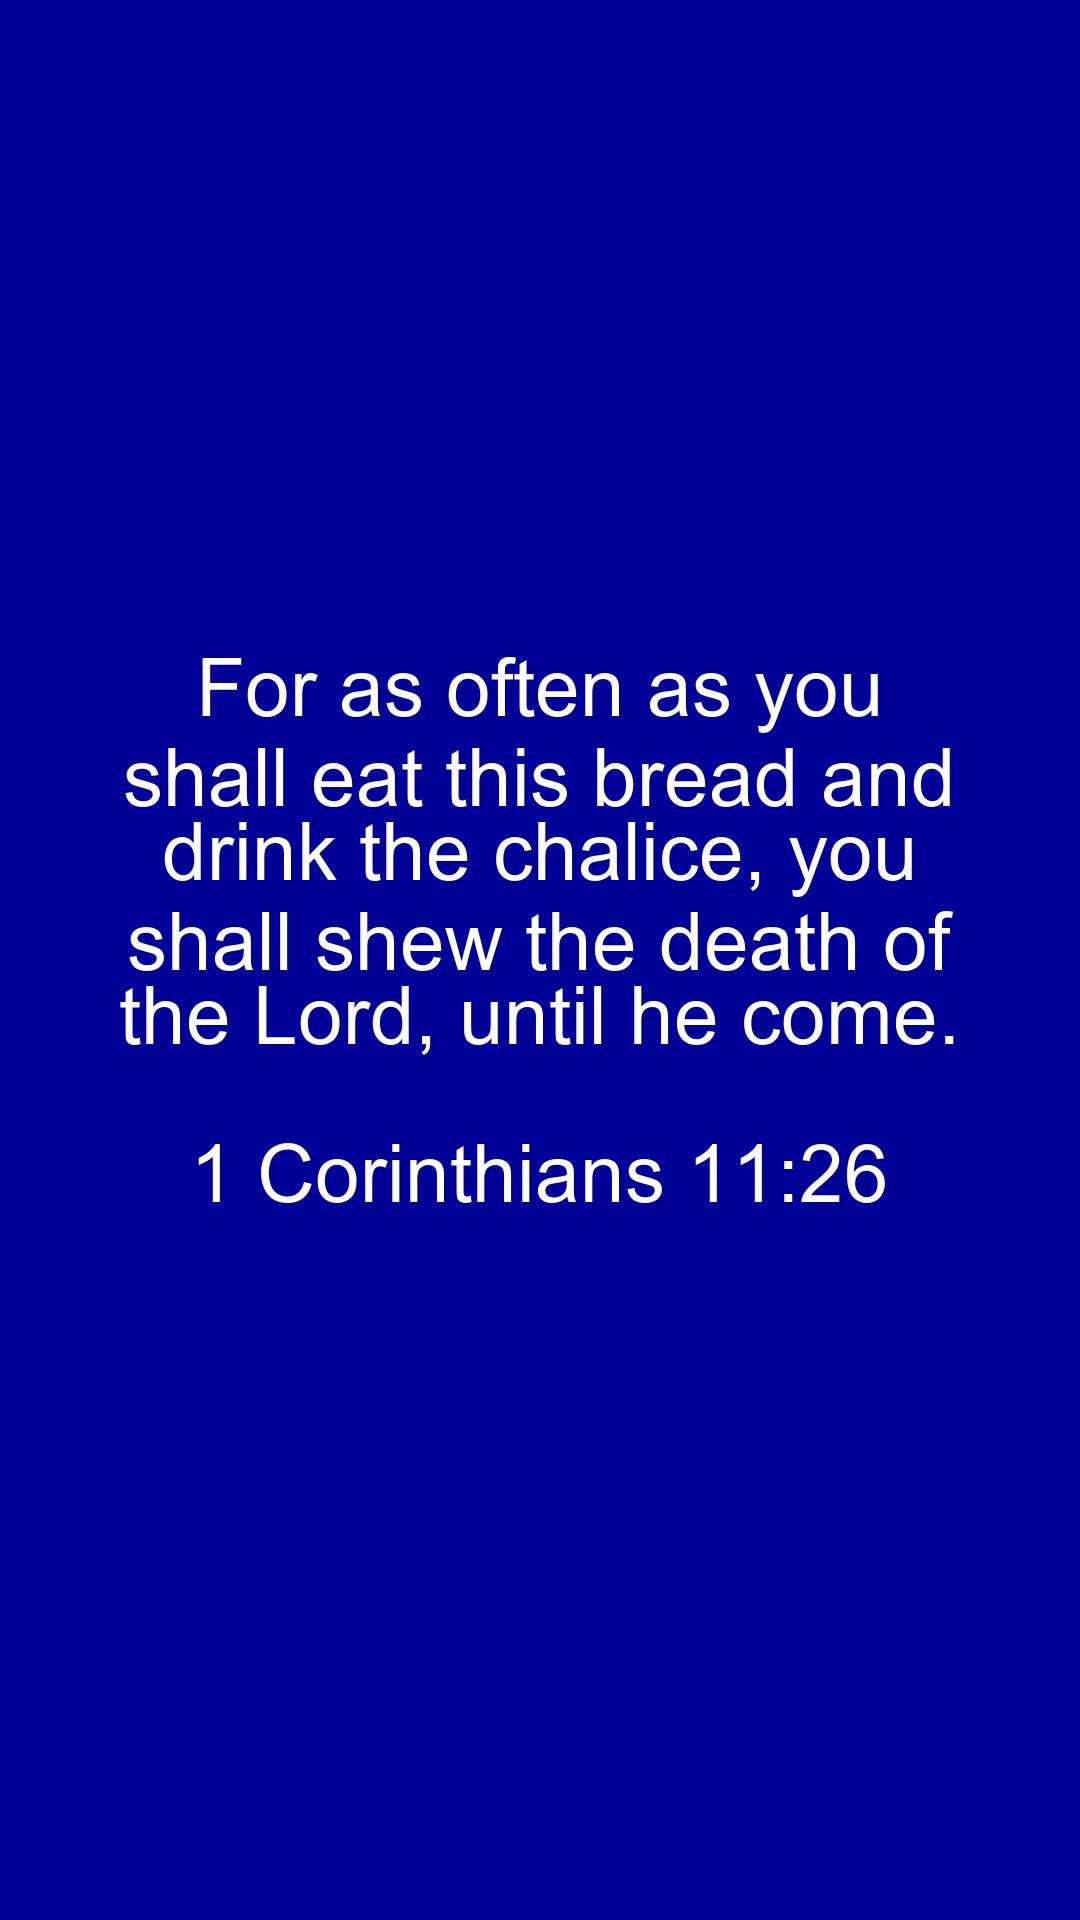 For as often as you
shall eat this bread and
drink the chalice, you
shall shew the death of
the Lord, until he come.
1 Corinthians 11:26